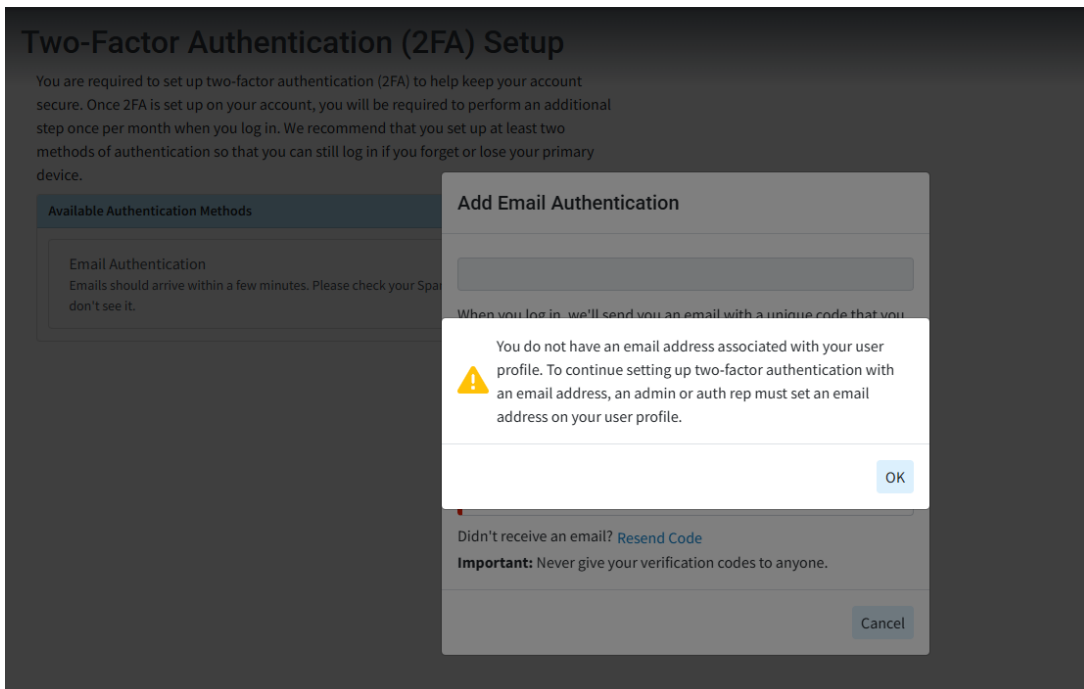 Two-Factor Authentication (2FA) Setup
You are required to set up two-factor authentication (2FA) to help keep your account
secure. Once 2FA is set up on your account, you will be required to perform an additional
step once per month when you log in. We recommend that you set up at least two
methods of authentication so that you can still log in if you forget or lose your primary
device.
Available Authentication Methods
Email Authentication
Emails should arrive within a few minutes. Please check your Spa
don't see it.
Add Email Authentication
When you log in, we'll send you an email with a unique code that you
You do not have an email address associated with your user
profile. To continue setting up two-factor authentication with
an email address, an admin or auth rep must set an email
address on your user profile.
OK
Didn't receive an email? Resend Code
Important: Never give your verification codes to anyone.
Cancel